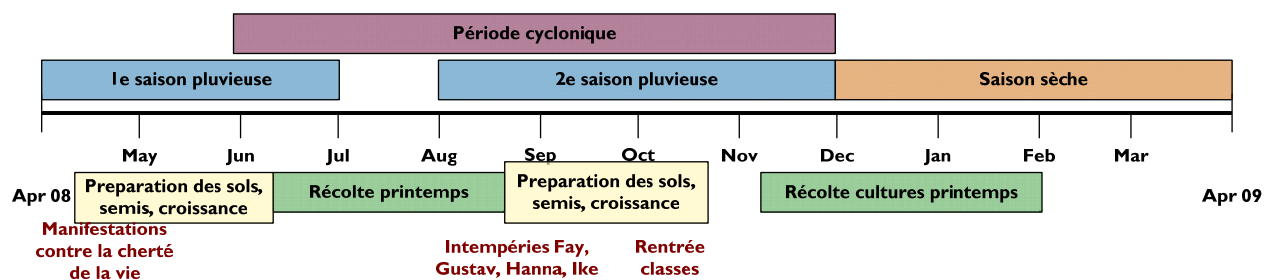 Période cyclonique
1e saison pluvieuse
2e saison pluvieuse
Saison sèche
May
Jun
Jul
Aug
Sep
Oct
Nov
Dec
Jan
Feb
Mar
Apr 08
Preparation des sols,
semis, croissance
Récolte printemps
Preparation des sols,
semis, croissance
Récolte cultures printemps
Apr 09
Manifestations
contre la cherté
de la vie
Intempéries Fay,
Gustav, Hanna, Ike
Rentrée
classes